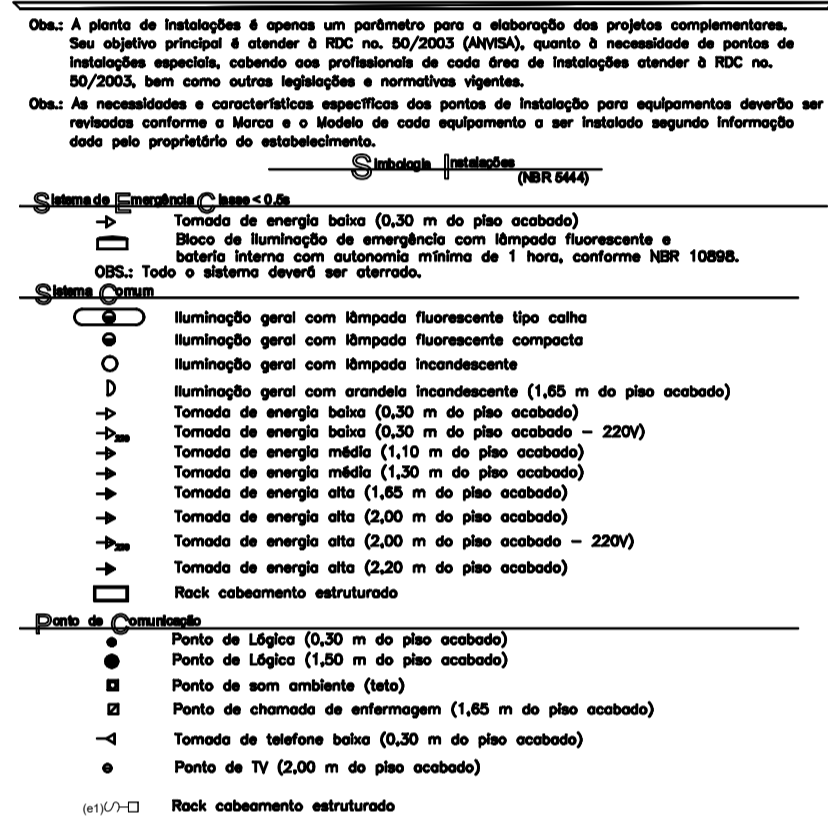 Obs.: A planta de instalações é apenas um parâmetro para a elaboração dos projetos complementares.
Seu objetivo principal é atender à RDC no. 50/2003 (ANVISA), quanto à necessidade de pontos de
instalações especiais, cabendo aos profissionais de cada área de instalações atender à RDC no.
50/2003, bem como outras legislações e normativas vigentes.
Obs.: As necessidades e características específicas dos pontos de instalação para equipamentos deverão ser
revisadas conforme a Marca e o Modelo de cada equipamento a ser instalado segundo informação
dada pelo proprietário do estabelecimento.
Simbologia Instalações
(NBR 5444)
Sistema de Emergência Classe < 0.5s
Tomada de energia baixa (0,30 m do piso acabado)
Bloco de iluminação de emergência com lâmpada fluorescente e
bateria interna com autonomia mínima de 1 hora, conforme NBR 10898.
OBS.: Todo o sistema deverá ser aterrado.
Sistema Comum
Iluminação geral com lâmpada fluorescente tipo calha
Iluminação geral com lâmpada fluorescente compacta
Iluminação geral com lâmpada incandescente
Iluminação geral com arandela incandescente (1,65 m do piso acabado)
Tomada de energia baixa (0,30 m do piso acabado)
220 Tomada de energia baixa (0,30 m do piso acabado - 220V)
Tomada de energia média (1,10 m do piso acabado)
Tomada de energia média (1,30 m do piso acabado)
Tomada de energia alta (1,65 m do piso acabado)
Tomada de energia alta (2,00 m do piso acabado)
220 Tomada de energia alta (2,00 m do piso acabado - 220V)
Tomada de energia alta (2,20 m do piso acabado)
Rack cabeamento estruturado
Ponto de Comunicação
Ponto de Lógica (0,30 m do piso acabado)
Ponto de Lógica (1,50 m do piso acabado)
Ponto de som ambiente (teto)
Ponto de chamada de enfermagem (1,65 m do piso acabado)
Tomada de telefone baixa (0,30 m do piso acabado)
Ponto de TV (2,00 m do piso acabado)
(e1) Rack cabeamento estruturado